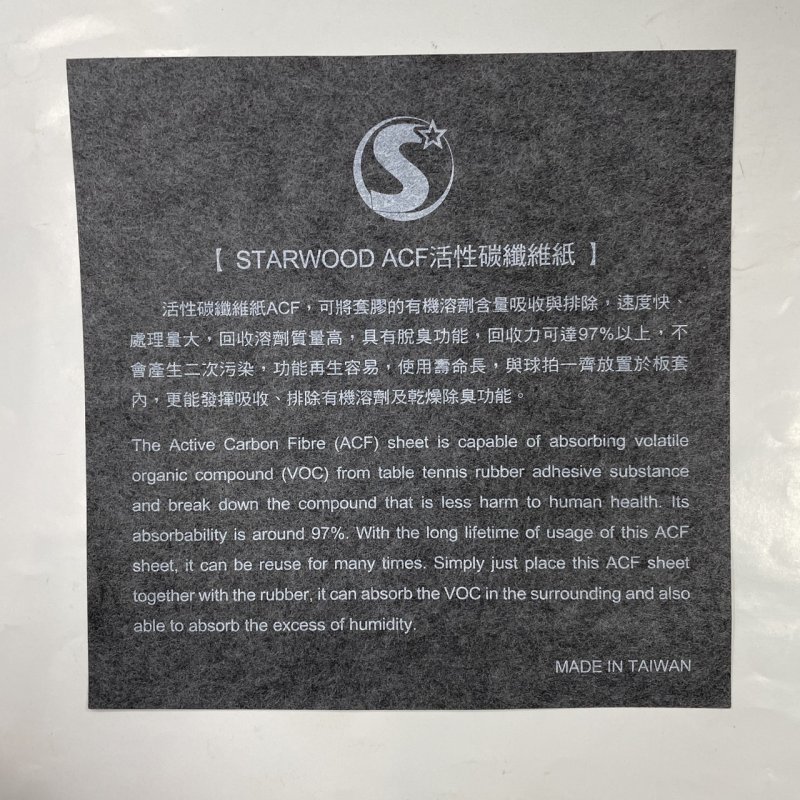 S
【 STARWOOD ACF活性碳纖維紙 】
活性碳纖維紙ACF，可將套膠的有機溶劑含量吸收與排除，速度快、
處理量大，回收溶劑質量高，具有脫臭功能，回收力可達97%以上，不
會產生二次污染，功能再生容易，使用壽命長，與球拍一齊放置於板套
內，更能發揮吸收、排除有機溶劑及乾燥除臭功能。
The Active Carbon Fibre (ACF) sheet is capable of absorbing volatile
organic compound (VOC) from table tennis rubber adhesive substance
and break down the compound that is less harm to human health. Its
absorbability is around 97%. With the long lifetime of usage of this ACF
sheet, it can be reuse for many times. Simply just place this ACF sheet
together with the rubber, it can absorb the VOC in the surrounding and also
able to absorb the excess of humidity.
MADE IN TAIWAN